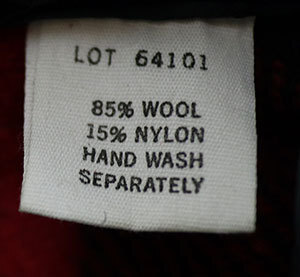 LOT 64101
85% WOOL
15% NYLON
HAND WASH
SEPARATELY